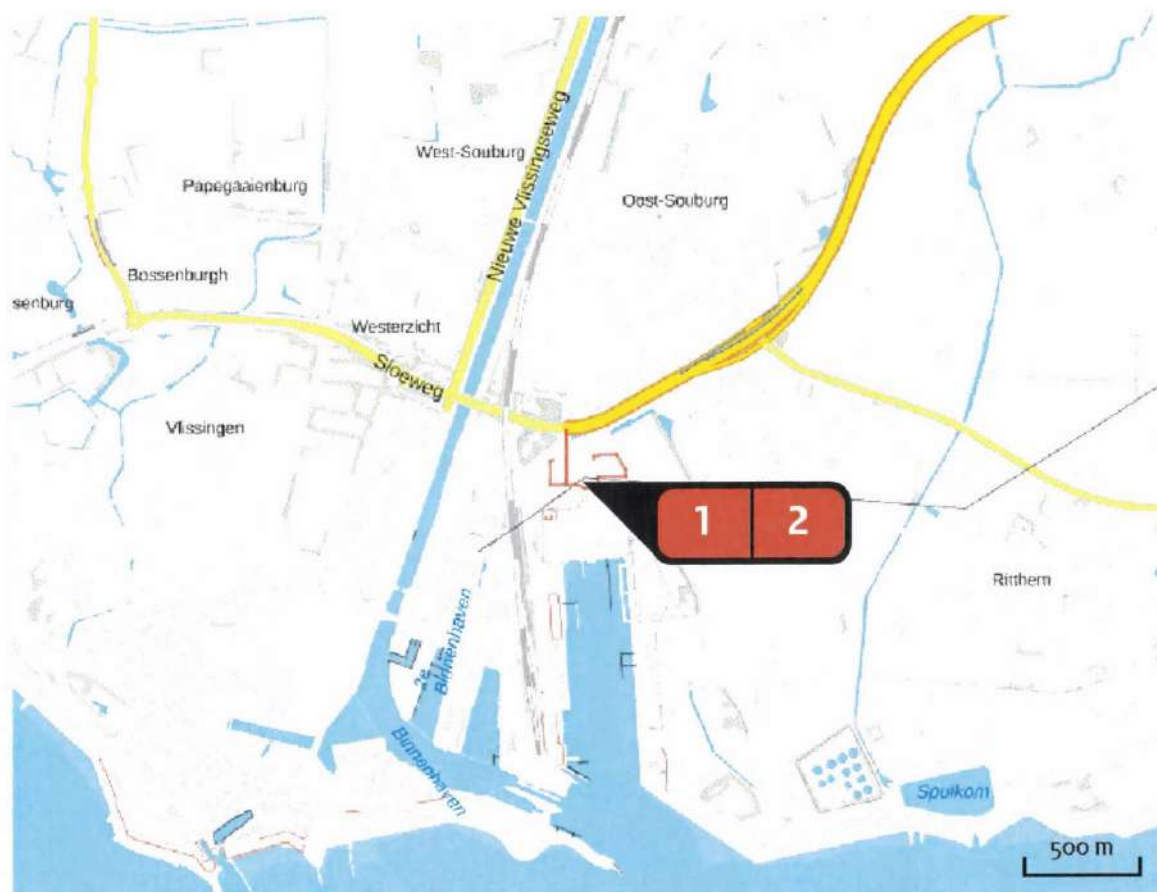 West-Souburg
Nieuwe Vlissingseweg
Papegaaienburg
Oost-Souburg
Bossenburgh
senburg
Westerzicht
Sloeweg
Vlissingen
1 2
Ritthem
Binnenhaven
2e
Binnenhaven
Spuikom
500 m